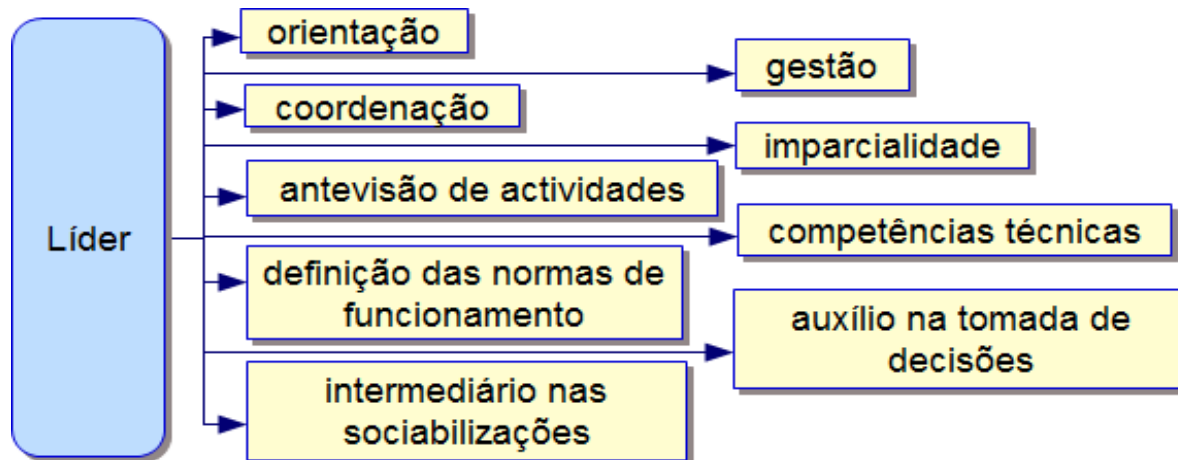 Líder
orientação
gestão
coordenação
imparcialidade
antevisão de actividades
competências técnicas
definição das normas de
funcionamento
auxílio na tomada de
decisões
intermediário nas
sociabilizações